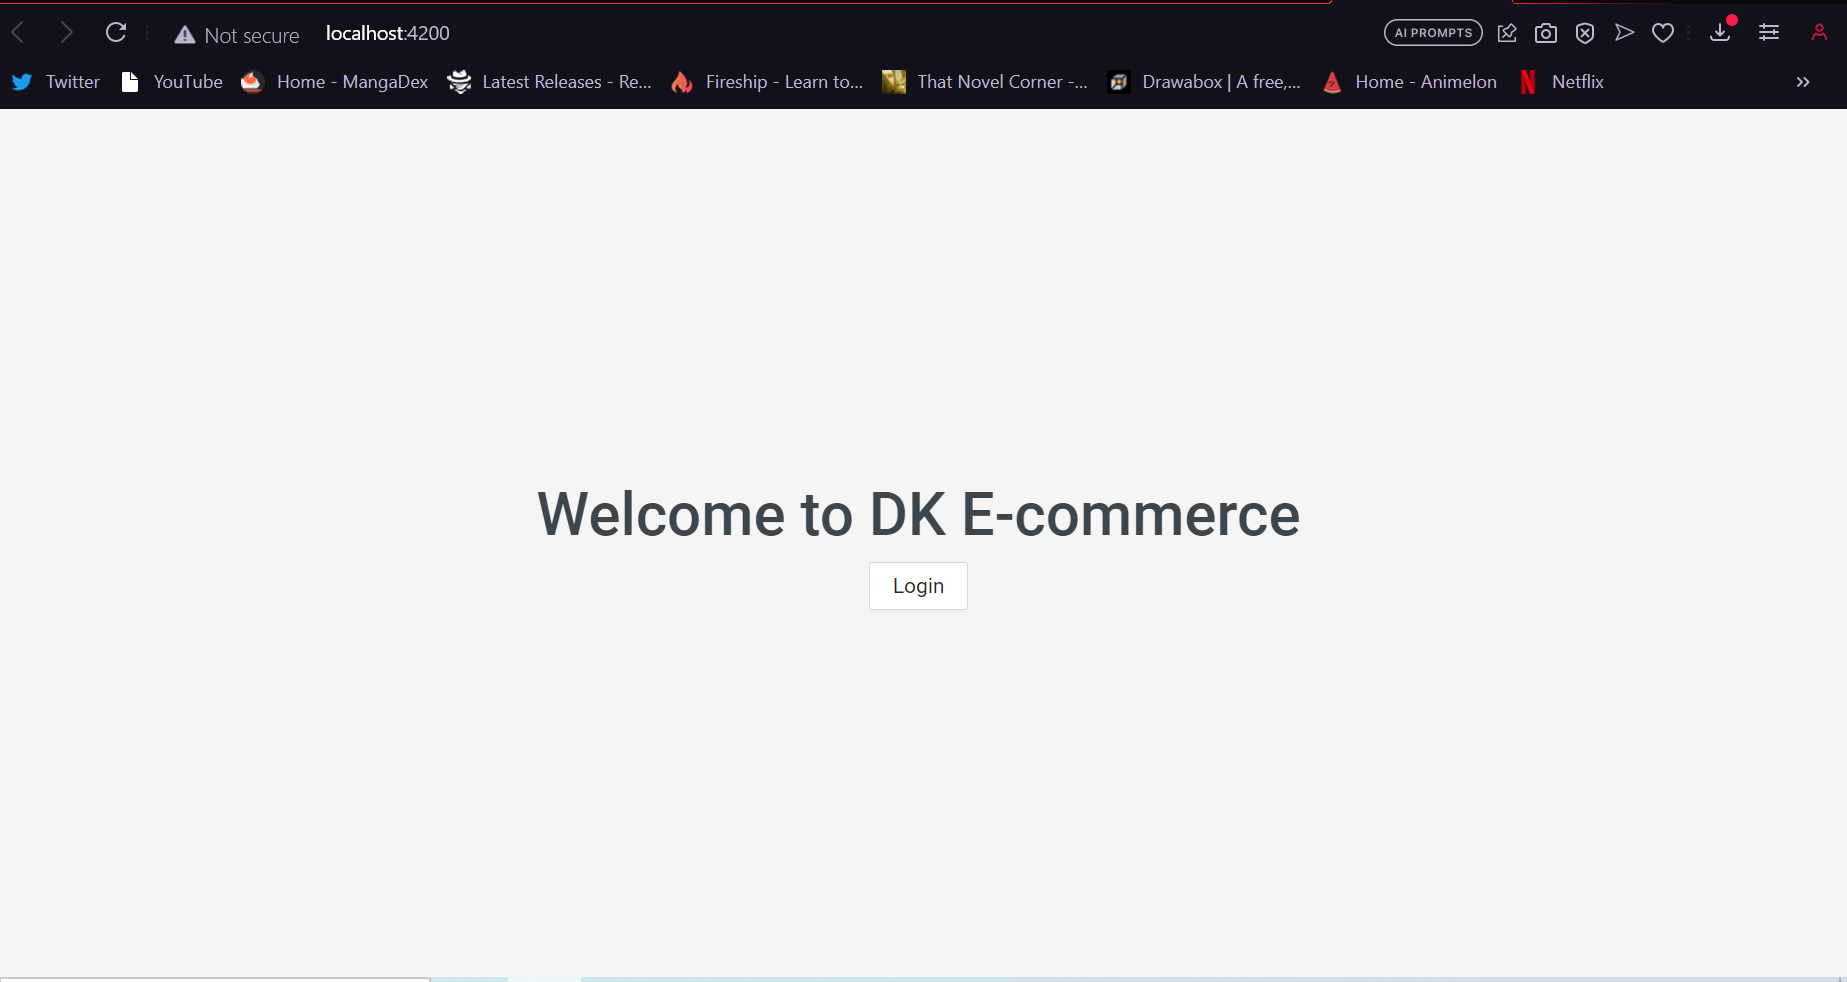 Not secure localhost:4200 AI PROMPTS
Twitter YouTube Home - MangaDex Latest Releases - Re... Fireship - Learn to... That Novel Corner -... Drawabox | A free,... Home - Animelon Netflix »
Welcome to DK E-commerce
Login